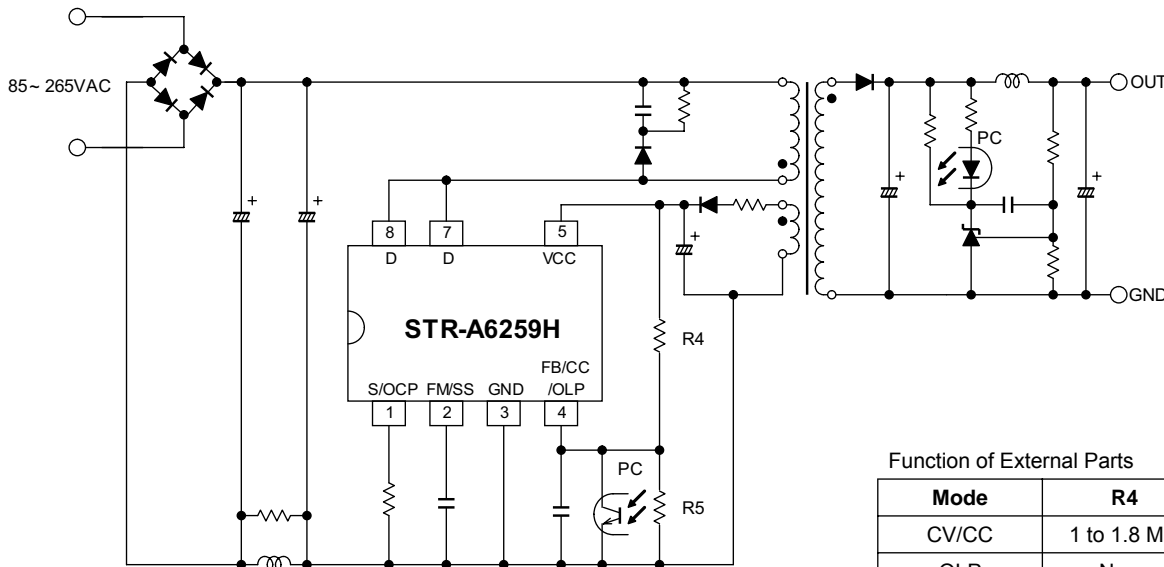 85~ 265VAC
OUT
PC
8
7
5
D
D
VCC
STR-A6259H
R4
FB/CC
S/OCP FM/SS GND /OLP
1
2
3
4
PC
R5
GND
Function of External Parts
Mode R4
CV/CC 1 to 1.8 M